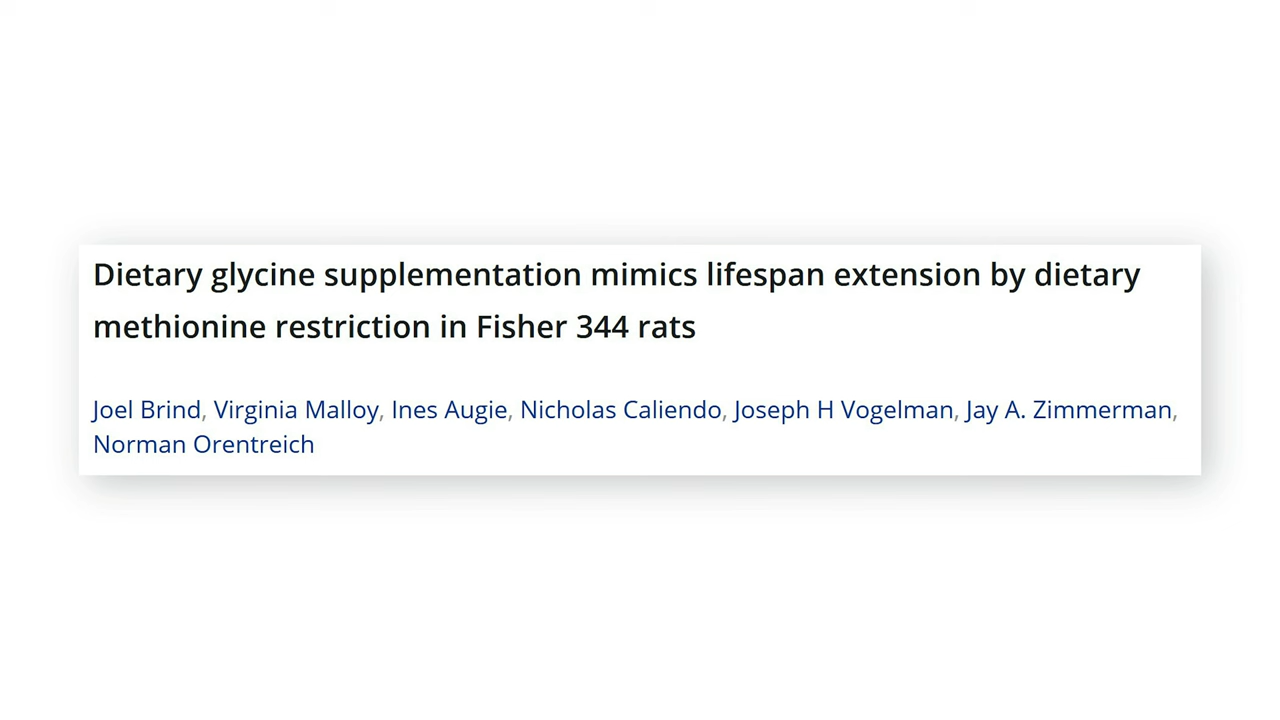 Dietary glycine supplementation mimics lifespan extension by dietary
methionine restriction in Fisher 344 rats
Joel Brind, Virginia Malloy, Ines Augie, Nicholas Caliendo, Joseph H Vogelman, Jay A. Zimmerman,
Norman Orentreich